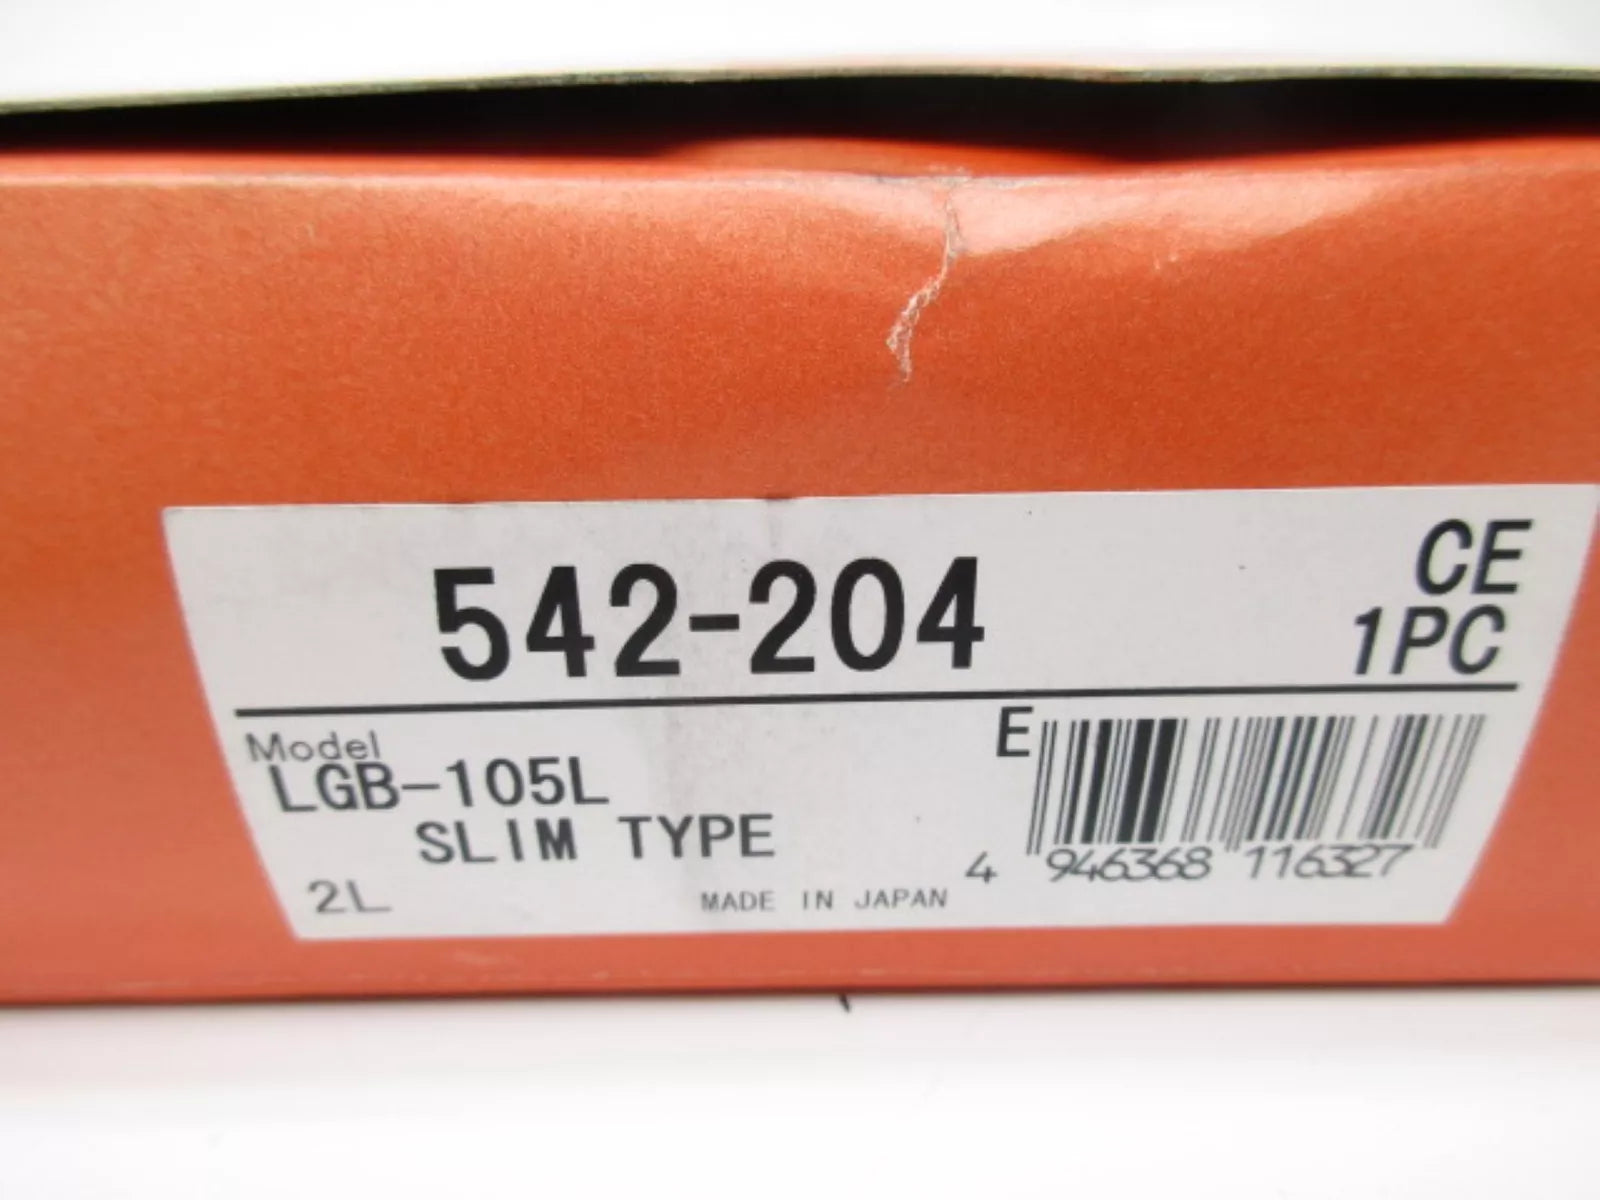 542-204
CE
1PC
Model
LGB-105L
SLIM TYPE
2L
MADE IN JAPAN
E
4 946368 116327